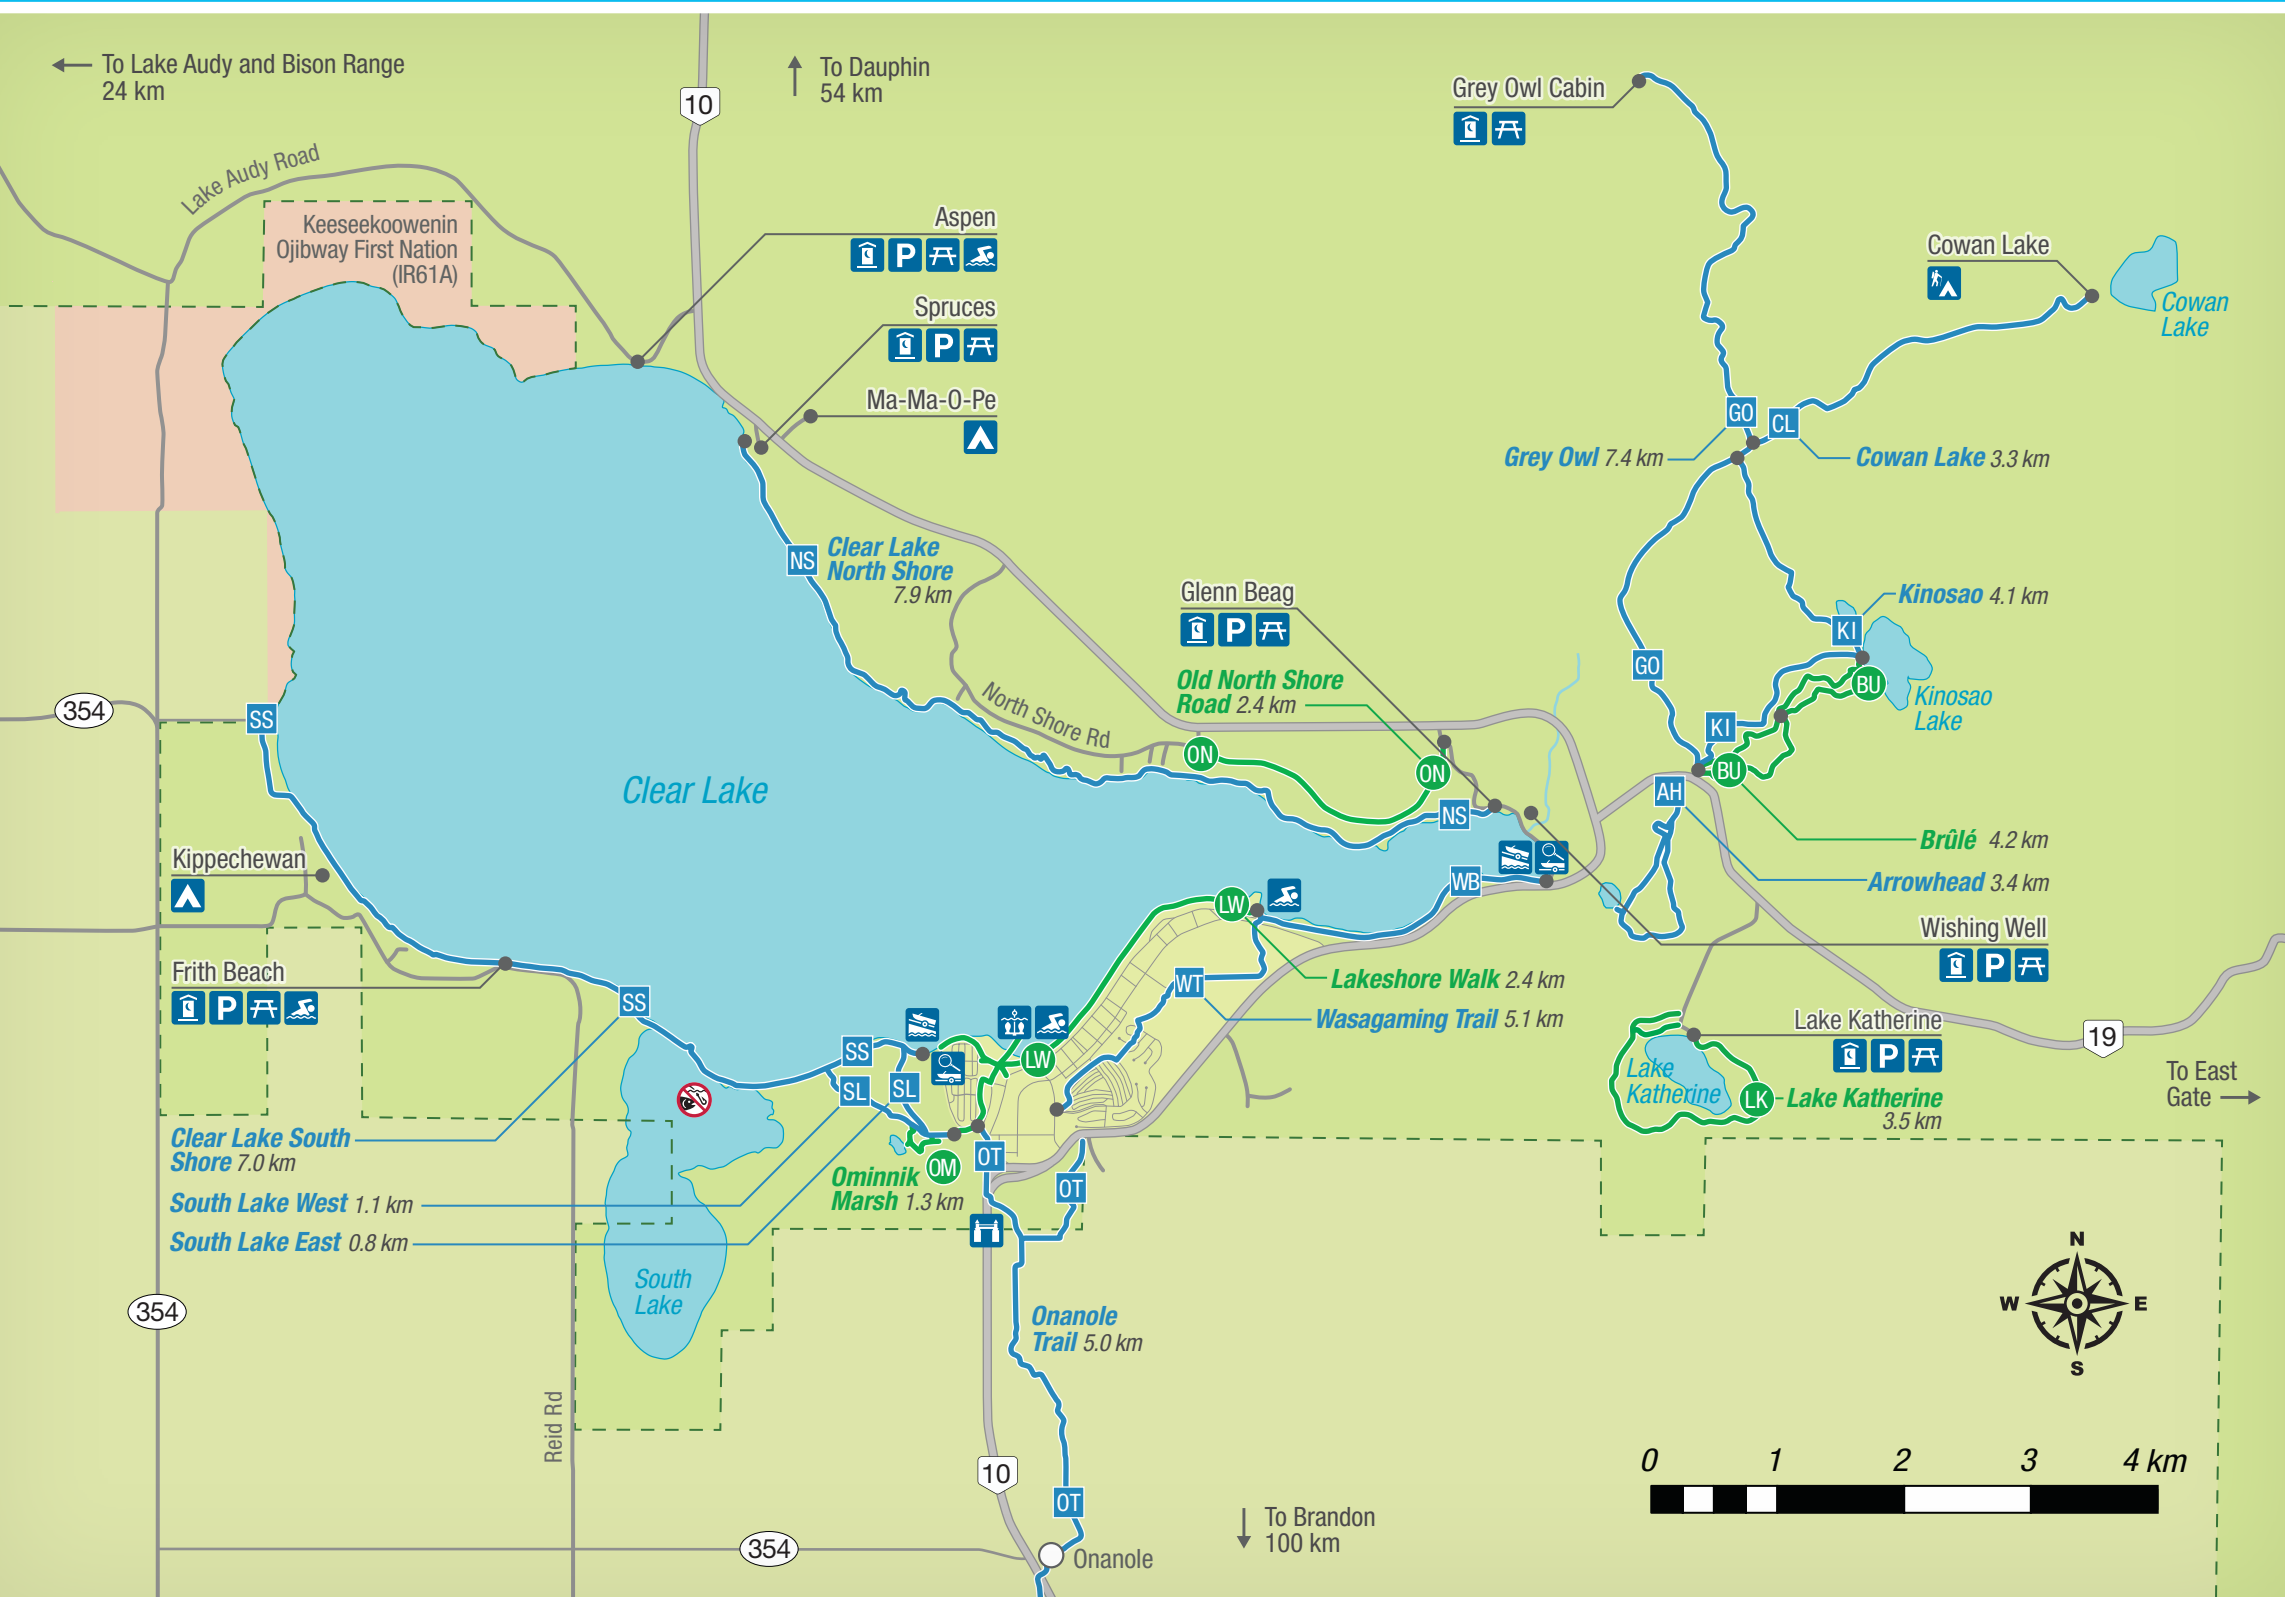 To Lake Audy and Bison Range
24 km
To Dauphin
54 km
10
Lake Audy Road
Keeseekoowenin
Ojibway First Nation
(IR61A)
Aspen
P
Spruces
P
Ma-Ma-O-Pe
Grey Owl Cabin
Cowan Lake
Cowan
Lake
GO
CL
Grey Owl 7.4 km
Cowan Lake 3.3 km
NS
Clear Lake
North Shore
7.9 km
Glenn Beag
P
Old North Shore
Road 2.4 km
North Shore Rd
ON
ON
NS
Kinosao 4.1 km
KI
GO
BU
Kinosao
Lake
KI
BU
AH
Brûlé 4.2 km
Arrowhead 3.4 km
Wishing Well
P
354
SS
Clear Lake
Kippechewan
Frith Beach
P
SS
WB
LW
WT
Lakeshore Walk 2.4 km
Wasagaming Trail 5.1 km
Lake Katherine
P
Lake
Katherine
LK
Lake Katherine
3.5 km
19
To East
Gate
SS
SL
SL
LW
Clear Lake South
Shore 7.0 km
South Lake West 1.1 km
South Lake East 0.8 km
Ominnik
Marsh 1.3 km
OM
OT
OT
South
Lake
354
Reid Rd
Onanole
Trail 5.0 km
10
OT
354
Onanole
To Brandon
100 km
N
W
E
S
0 1 2 3 4 km